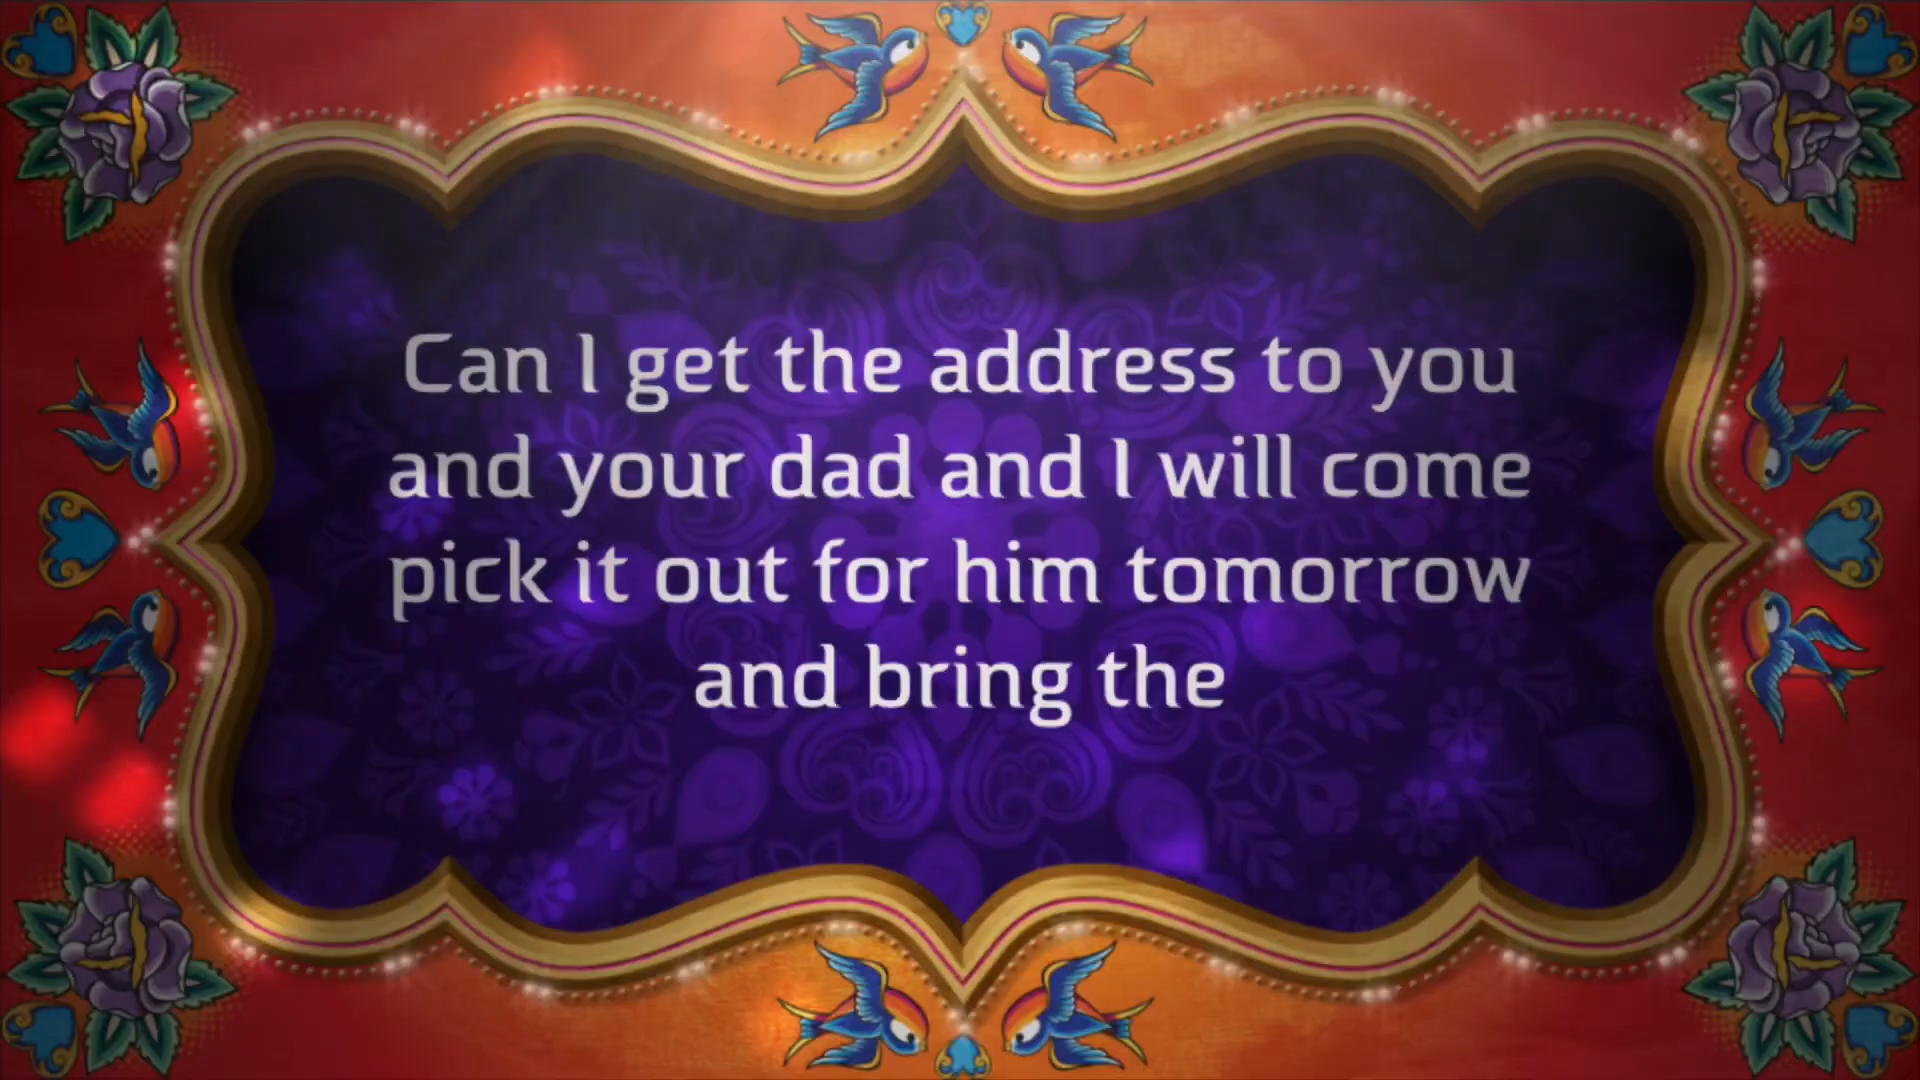 Can I get the address to you
and your dad and I will come
pick it out for him tomorrow
and bring the